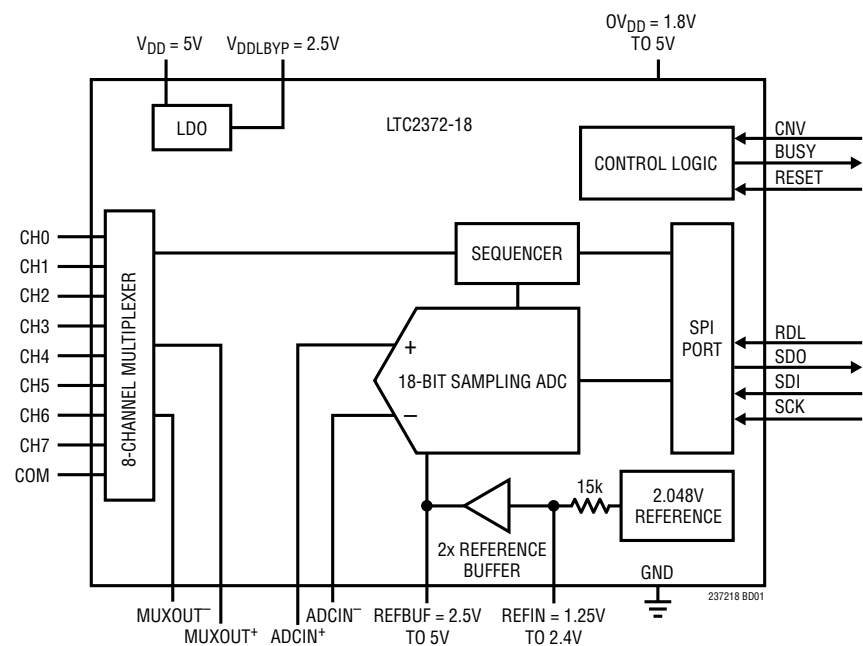 OVDD = 1.8V
TO 5V
VDD = 5V
VDDLBYP = 2.5V
LDO
LTC2372-18
CONTROL LOGIC
CNV
BUSY
RESET
CH0
CH1
CH2
CH3
CH4
CH5
CH6
CH7
COM
8-CHANNEL MULTIPLEXER
SEQUENCER
+
18-BIT SAMPLING ADC
–
SPI
PORT
RDL
SDO
SDI
SCK
15k
2.048V
REFERENCE
2x REFERENCE
BUFFER
GND
237218 BD01
MUXOUT–
MUXOUT+
ADCIN+
ADCIN–
REFBUF = 2.5V
TO 5V
REFIN = 1.25V
TO 2.4V